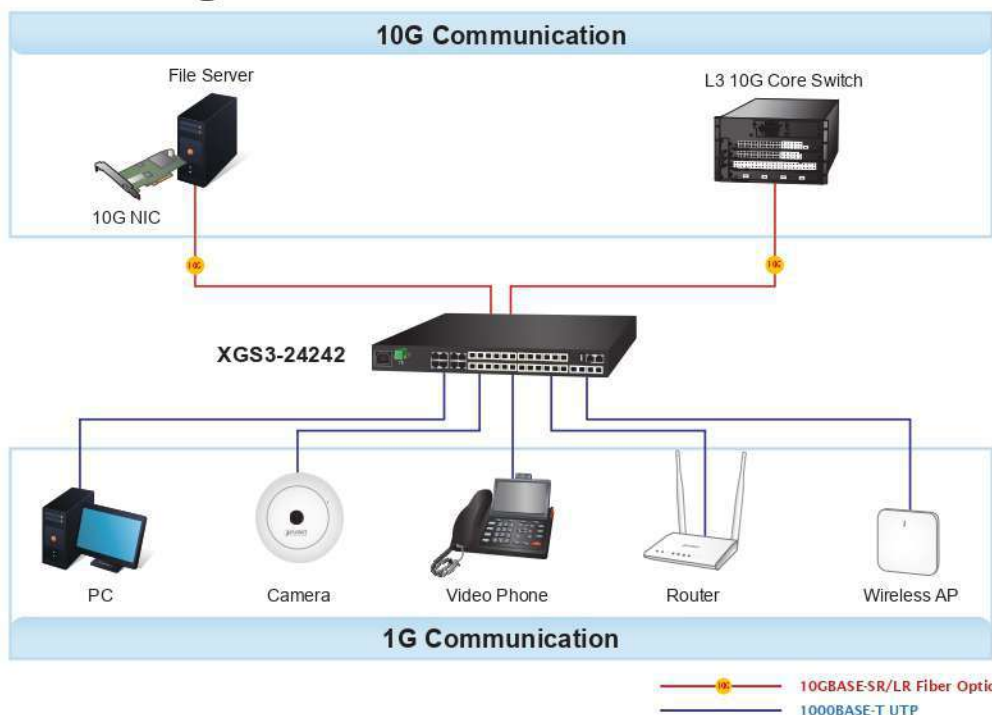 10G Communication
File Server
L3 10G Core Switch
10G NIC
10G
10G
XGS3-24242
PC
Camera
Video Phone
Router
Wireless AP
1G Communication
10G
10GBASE-SR/LR Fiber Optic
1000BASE-T UTP